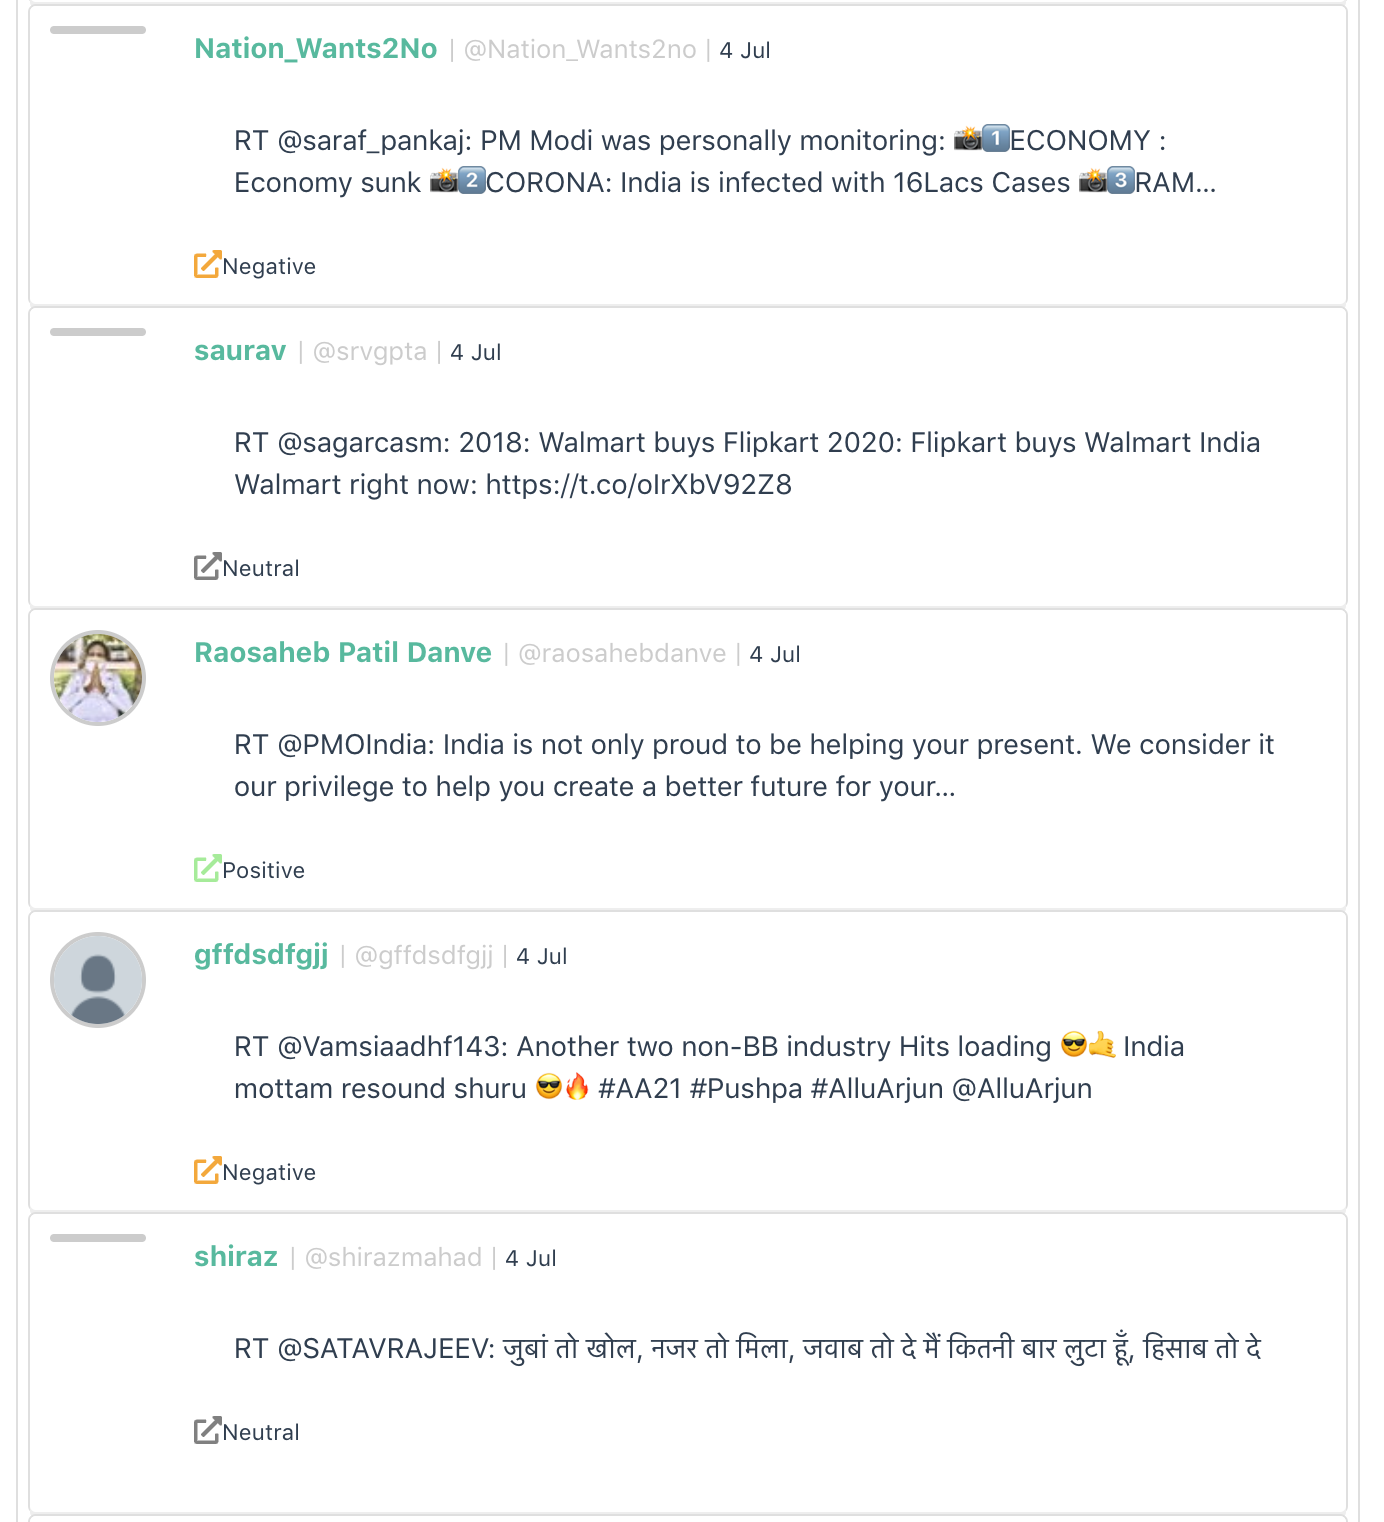 Nation_Wants2No | @Nation_Wants2no | 4 Jul
RT @saraf_pankaj: PM Modi was personally monitoring: 📸1️⃣ECONOMY :
Economy sunk 📸2️⃣CORONA: India is infected with 16Lacs Cases 📸3️⃣RAM...
Negative
saurav | @srvgpta | 4 Jul
RT @sagarcasm: 2018: Walmart buys Flipkart 2020: Flipkart buys Walmart India
Walmart right now: https://t.co/oIrXbV92Z8
Neutral
Raosaheb Patil Danve | @raosahebdanve | 4 Jul
RT @PMOIndia: India is not only proud to be helping your present. We consider it
our privilege to help you create a better future for your...
Positive
gffdsdfgjj | @gffdsdfgjj | 4 Jul
RT @Vamsiaadhf143: Another two non-BB industry Hits loading 😎🤙 India
mottam resound shuru 😎🔥 #AA21 #Pushpa #AlluArjun @AlluArjun
Negative
shiraz | @shirazmahad | 4 Jul
RT @SATAVRAJEEV: जुबां तो खोल, नजर तो मिला, जवाब तो दे मैं कितनी बार लुटा हूँ, हिसाब तो दे
Neutral